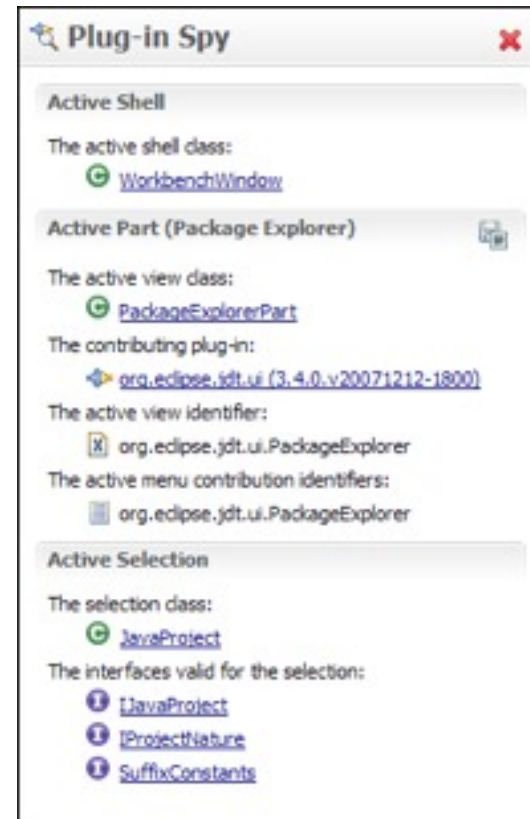 Plug-in Spy
Active Shell
The active shell class:
WorkbenchWindow
Active Part (Package Explorer)
The active view class:
PackageExplorerPart
The contributing plug-in:
org.eclipse.jdt.ui (3.4.0.v20071212-1800)
The active view identifier:
org.eclipse.jdt.ui.PackageExplorer
The active menu contribution identifiers:
org.eclipse.jdt.ui.PackageExplorer
Active Selection
The selection class:
JavaProject
The interfaces valid for the selection:
IJavaProject
IProjectNature
SuffixConstants